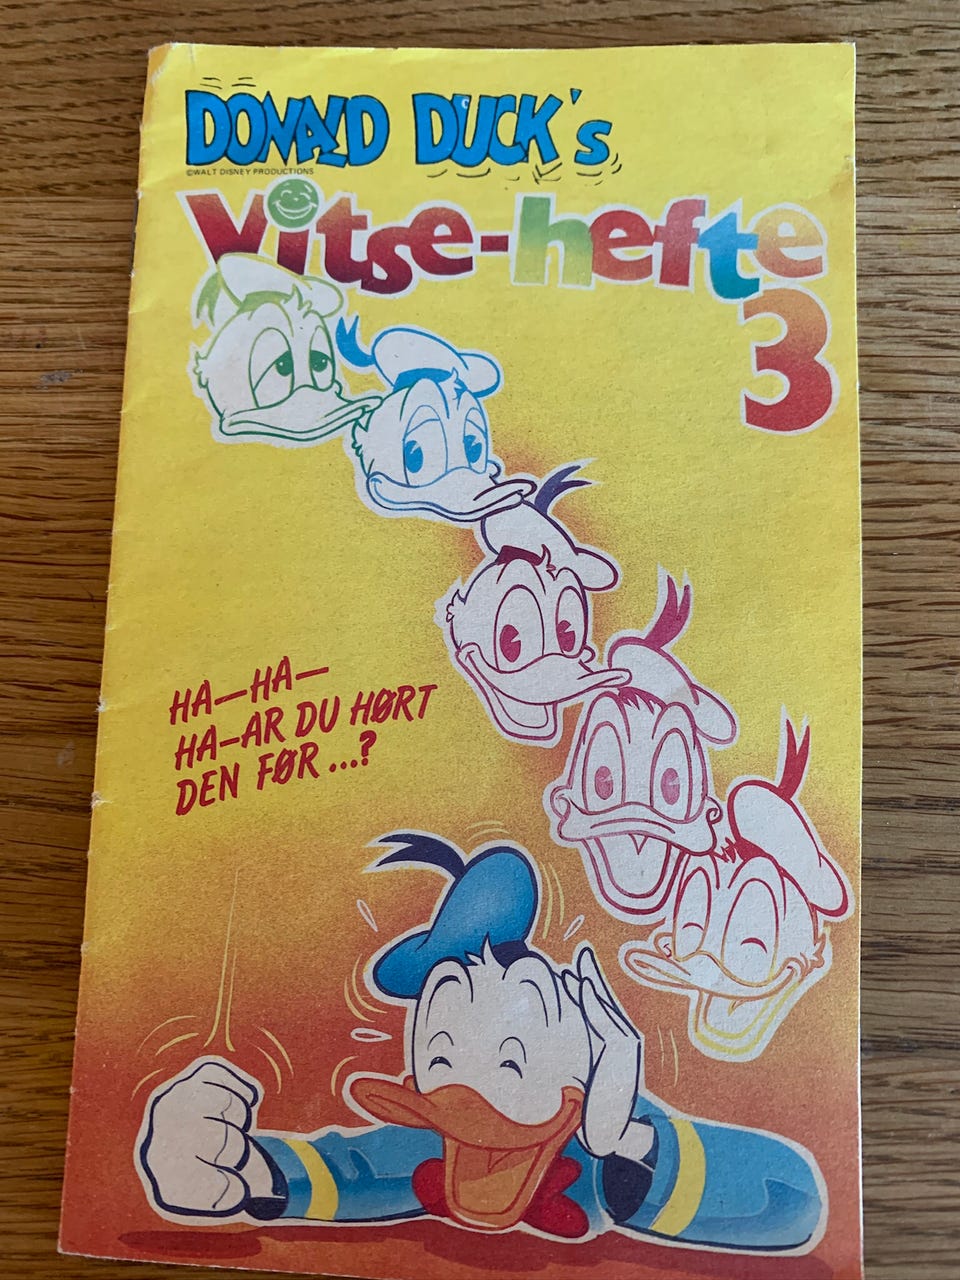 DONALD DUCK's
©WALT DISNEY PRODUCTIONS
Vitse-hefte
3
HA–HA–
HA–AR DU HØRT
DEN FØR...?